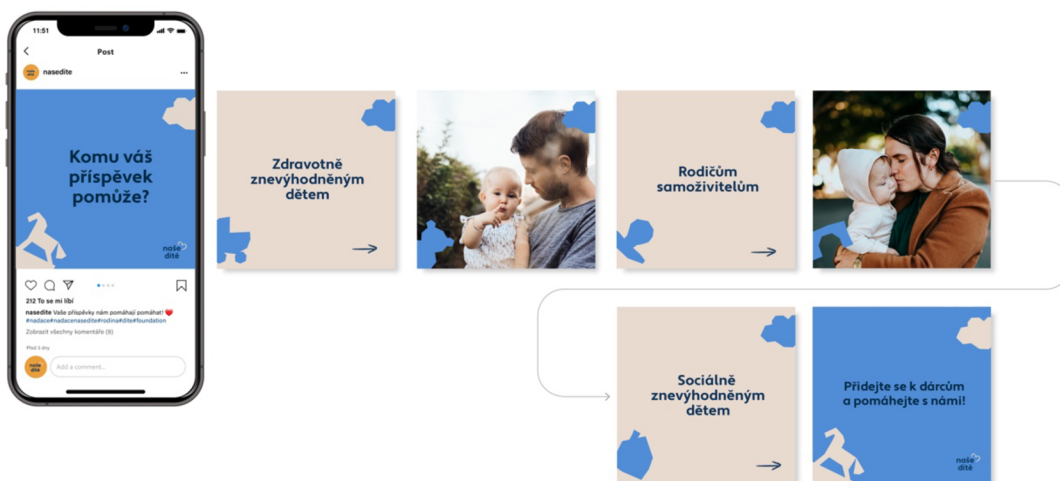 11:51
Post
nasedite
Komu váš
příspěvek
pomůže?
naše
dítě
212 To se mi líbí
nasedite Vaše příspěvky nám pomáhají pomáhat! ❤️
#nadace#nadacenasedite#rodina#dite#foundation
Zobrazit všechny komentáře (9)
Před 3 dny
naše
dítě
Add a comment...
Zdravotně
znevýhodněným
dětem
Rodičům
samoživitelům
Sociálně
znevýhodněným
dětem
Přidejte se k dárcům
a pomáhejte s námi!
naše
dítě